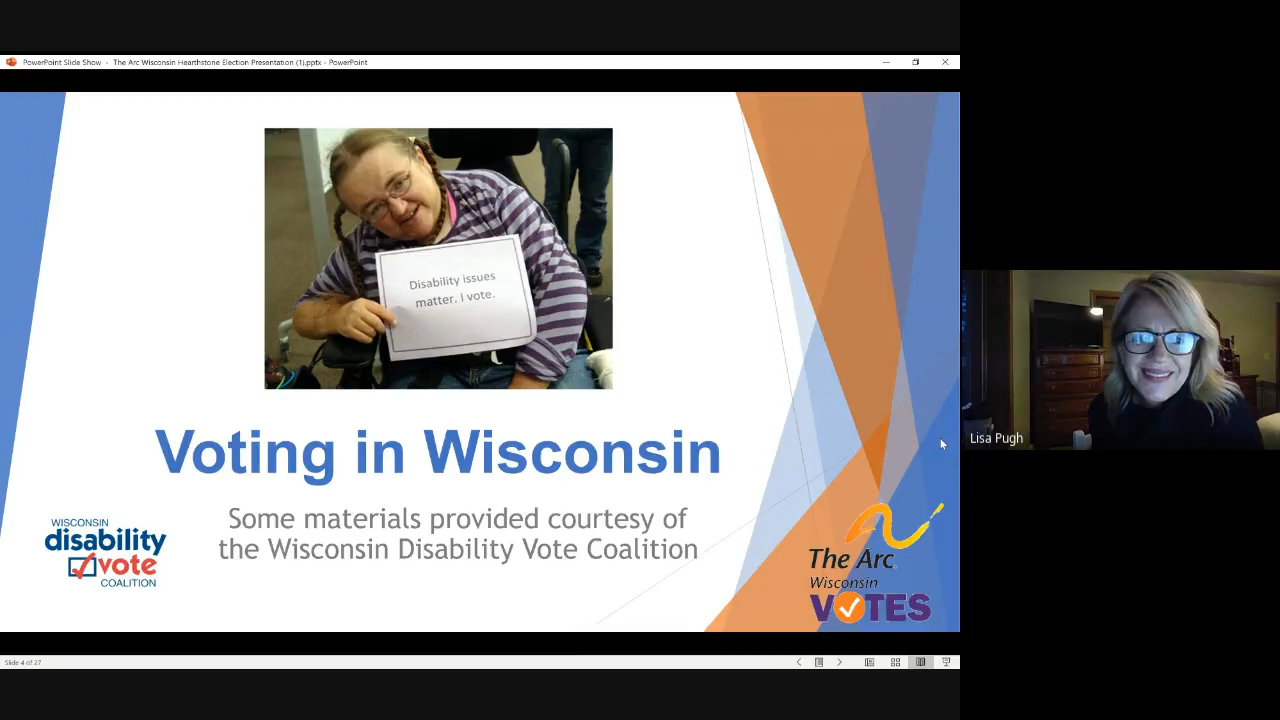 PowerPoint Slide Show - The Arc Wisconsin Hearthstone Election Presentation (1).pptx - PowerPoint
Disability issues
matter. I vote.
Voting in Wisconsin
Some materials provided courtesy of
the Wisconsin Disability Vote Coalition
WISCONSIN
disability
vote
COALITION
The Arc
Wisconsin
VOTES
Lisa Pugh
Slide 4 of 27